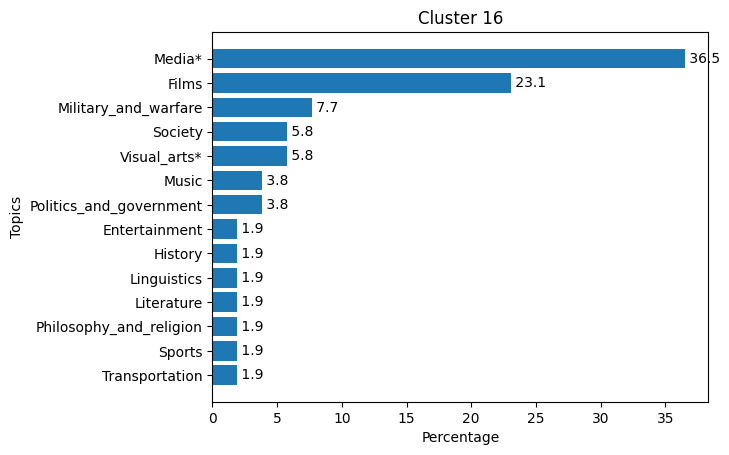 Cluster 16
Media* 36.5
Films 23.1
Military_and_warfare 7.7
Society 5.8
Visual_arts* 5.8
Music 3.8
Politics_and_government 3.8
Entertainment 1.9
History 1.9
Linguistics 1.9
Literature 1.9
Philosophy_and_religion 1.9
Sports 1.9
Transportation 1.9
Topics
0 5 10 15 20 25 30 35
Percentage